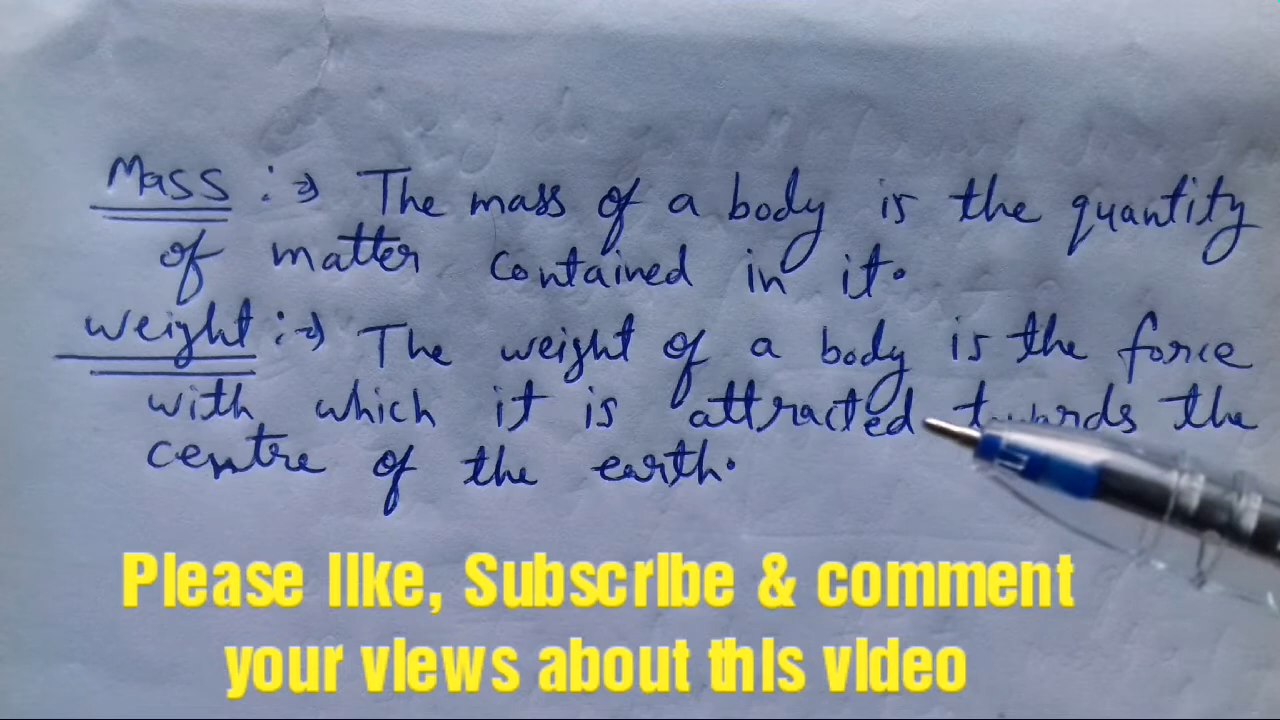 Mass :⇒ The mass of a body is the quantity
of matter contained in it.
weight :⇒ The weight of a body is the force
with which it is attracted towards the
centre of the earth.
Please lIke, SubscrIbe & comment
your vIews about thIs vIdeo